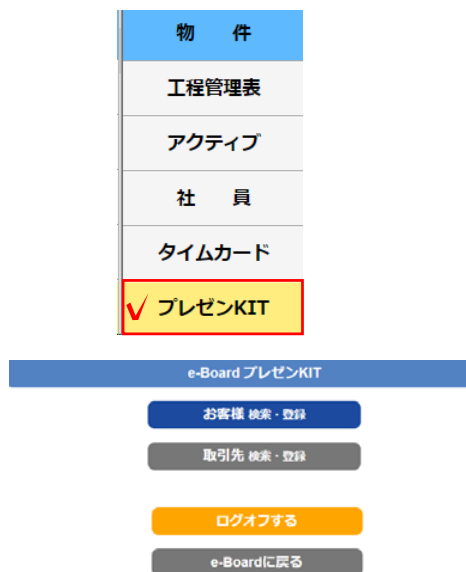 物　件
工程管理表
アクティブ
社　員
タイムカード
プレゼンKIT
e-Board プレゼンKIT
お客様 検索・登録
取引先 検索・登録
ログオフする
e-Boardに戻る